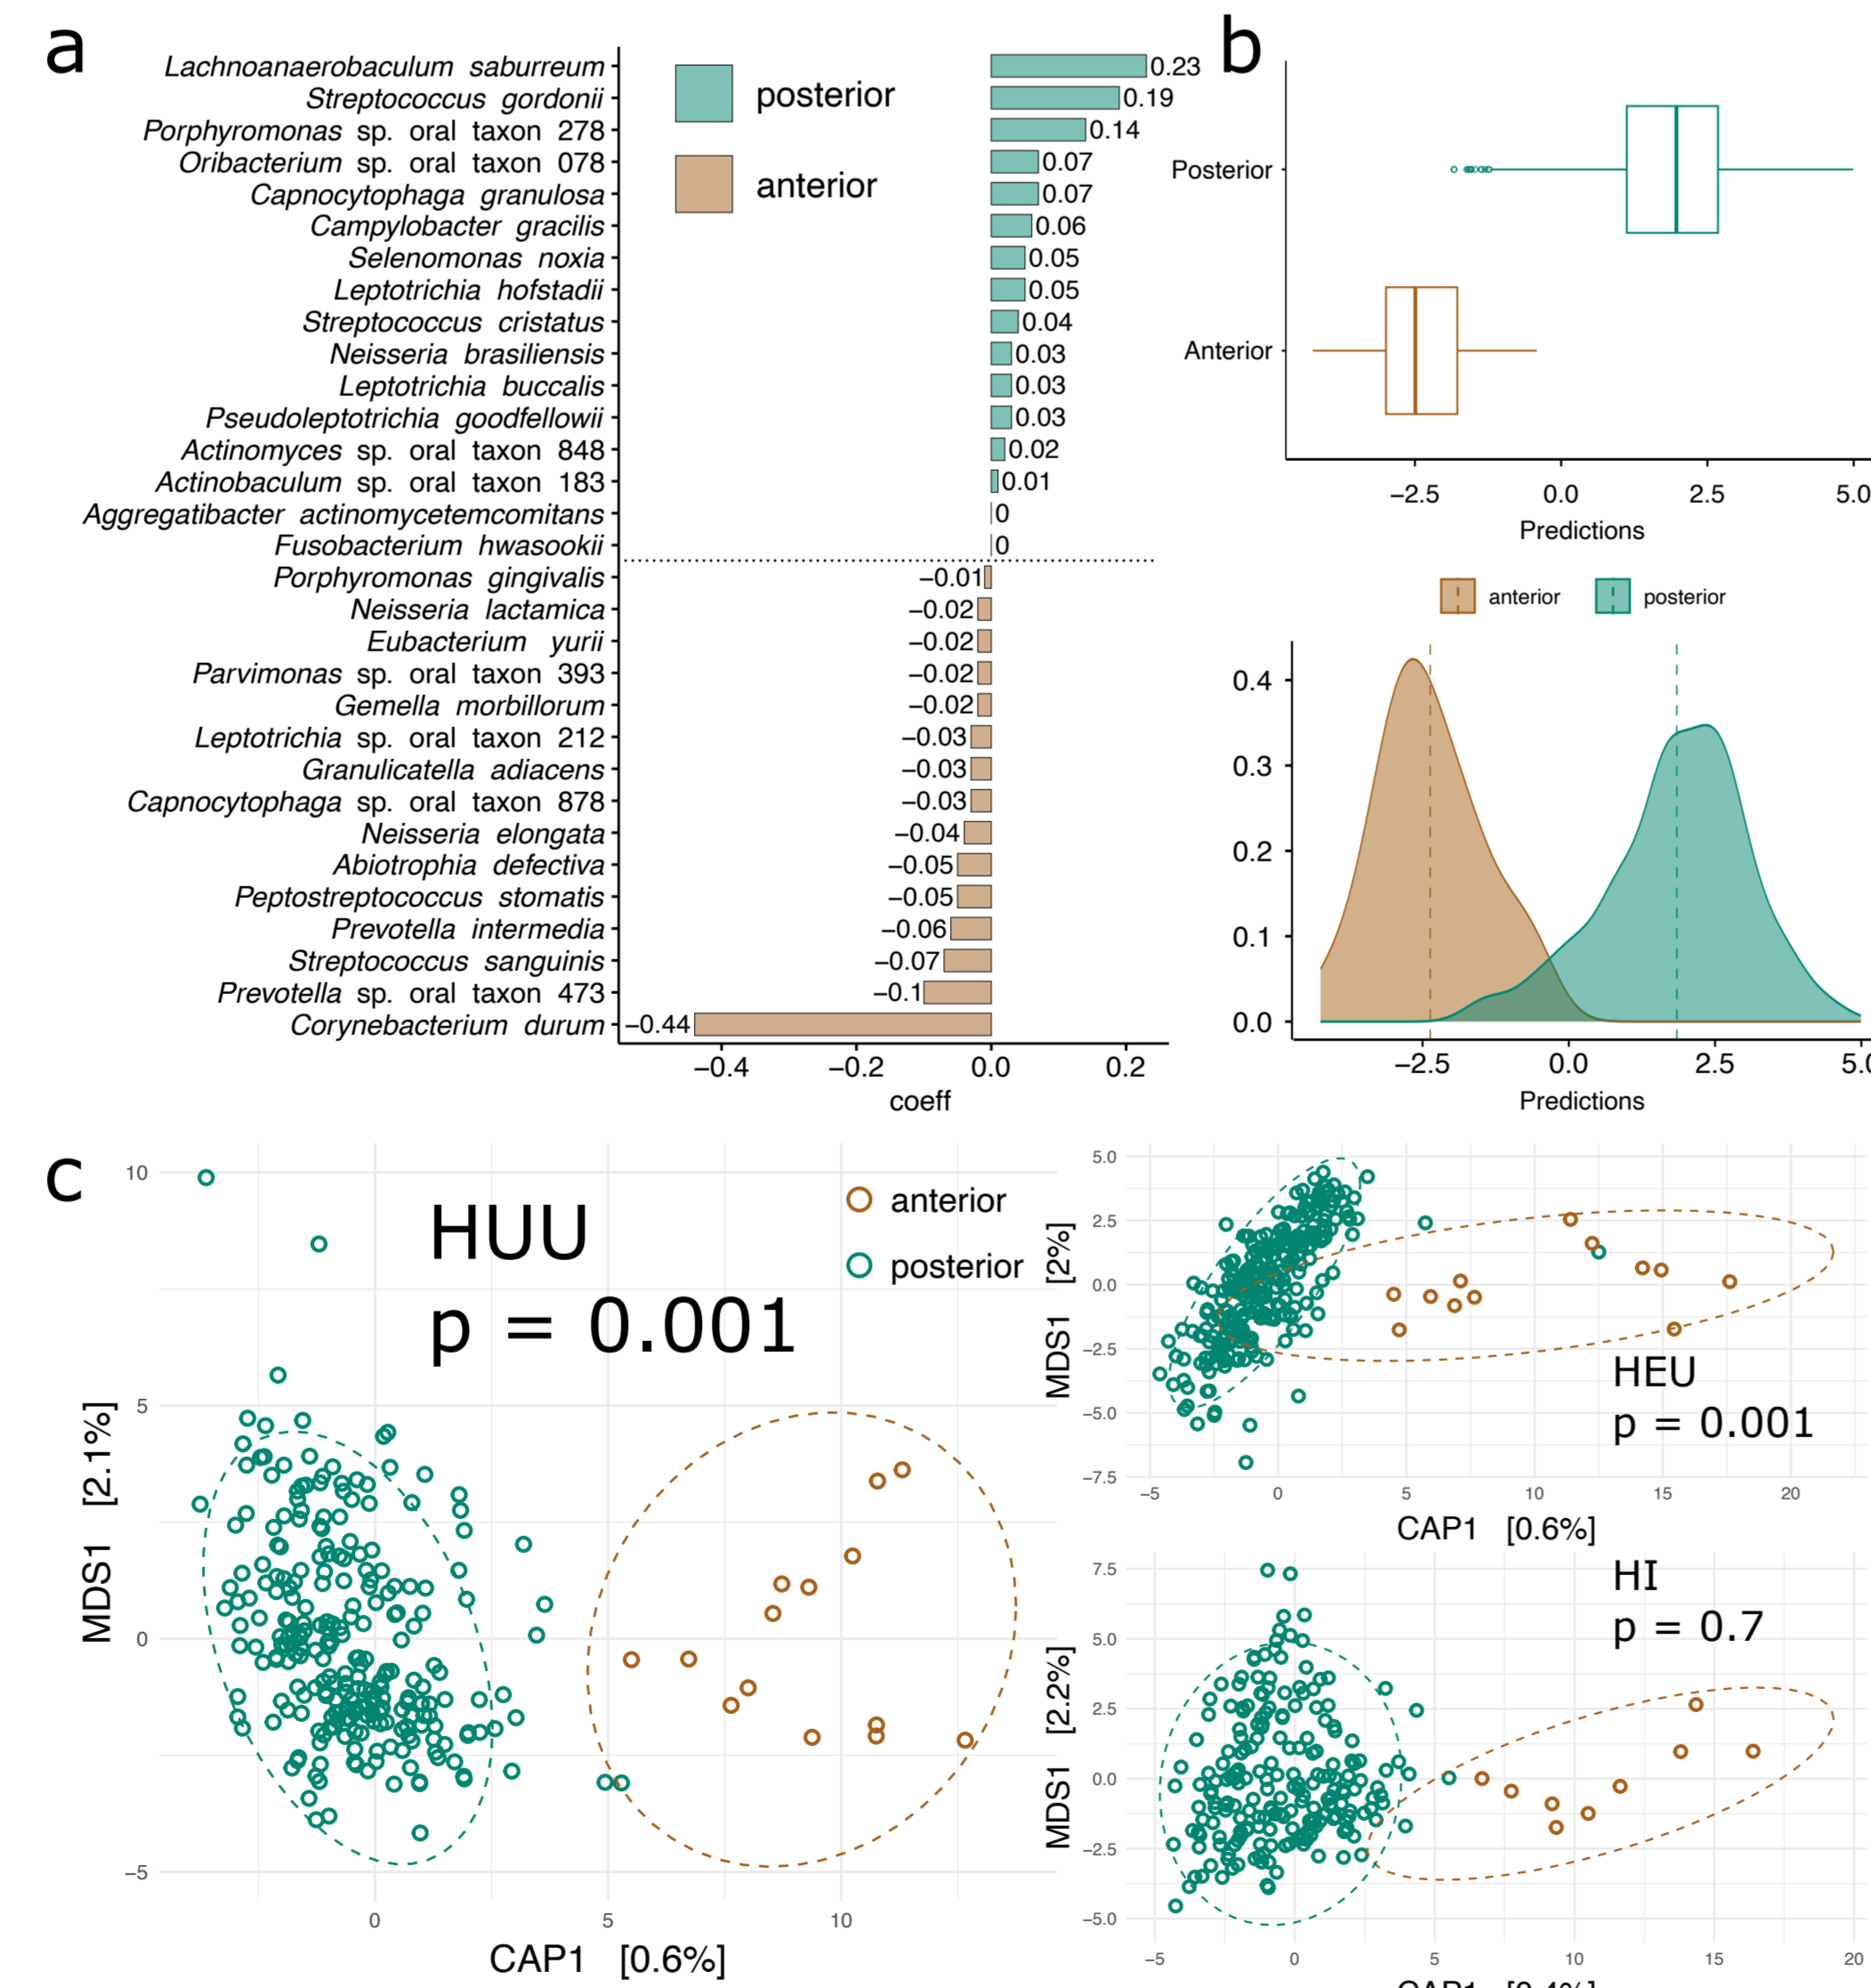 a
Lachnoanaerobaculum saburreum 0.23
Streptococcus gordonii 0.19
Porphyromonas sp. oral taxon 278 0.14
Oribacterium sp. oral taxon 078 0.07
Capnocytophaga granulosa 0.07
Campylobacter gracilis 0.06
Selenomonas noxia 0.05
Leptotrichia hofstadii 0.05
Streptococcus cristatus 0.04
Neisseria brasiliensis 0.03
Leptotrichia buccalis 0.03
Pseudoleptotrichia goodfellowii 0.03
Actinomyces sp. oral taxon 848 0.02
Actinobaculum sp. oral taxon 183 0.01
Aggregatibacter actinomycetemcomitans 0
Fusobacterium hwasookii 0
Porphyromonas gingivalis −0.01
Neisseria lactamica −0.02
Eubacterium yurii −0.02
Parvimonas sp. oral taxon 393 −0.02
Gemella morbillorum −0.02
Leptotrichia sp. oral taxon 212 −0.03
Granulicatella adiacens −0.03
Capnocytophaga sp. oral taxon 878 −0.03
Neisseria elongata −0.04
Abiotrophia defectiva −0.05
Peptostreptococcus stomatis −0.05
Prevotella intermedia −0.06
Streptococcus sanguinis −0.07
Prevotella sp. oral taxon 473 −0.1
Corynebacterium durum −0.44
posterior
anterior
−0.4 −0.2 0.0 0.2
coeff
b
Posterior
Anterior
−2.5 0.0 2.5 5.0
Predictions
anterior posterior
0.4
0.3
0.2
0.1
0.0
−2.5 0.0 2.5 5.0
Predictions
c
HUU
p = 0.001
anterior
posterior
MDS1 [2.1%]
10
5
0
−5
0 5 10
CAP1 [0.6%]
MDS1 [2%]
5.0
2.5
0.0
−2.5
−5.0
−7.5
HEU
p = 0.001
−5 0 5 10 15 20
CAP1 [0.6%]
MDS1 [2.2%]
7.5
5.0
2.5
0.0
−2.5
−5.0
HI
p = 0.7
−5 0 5 10 15 20